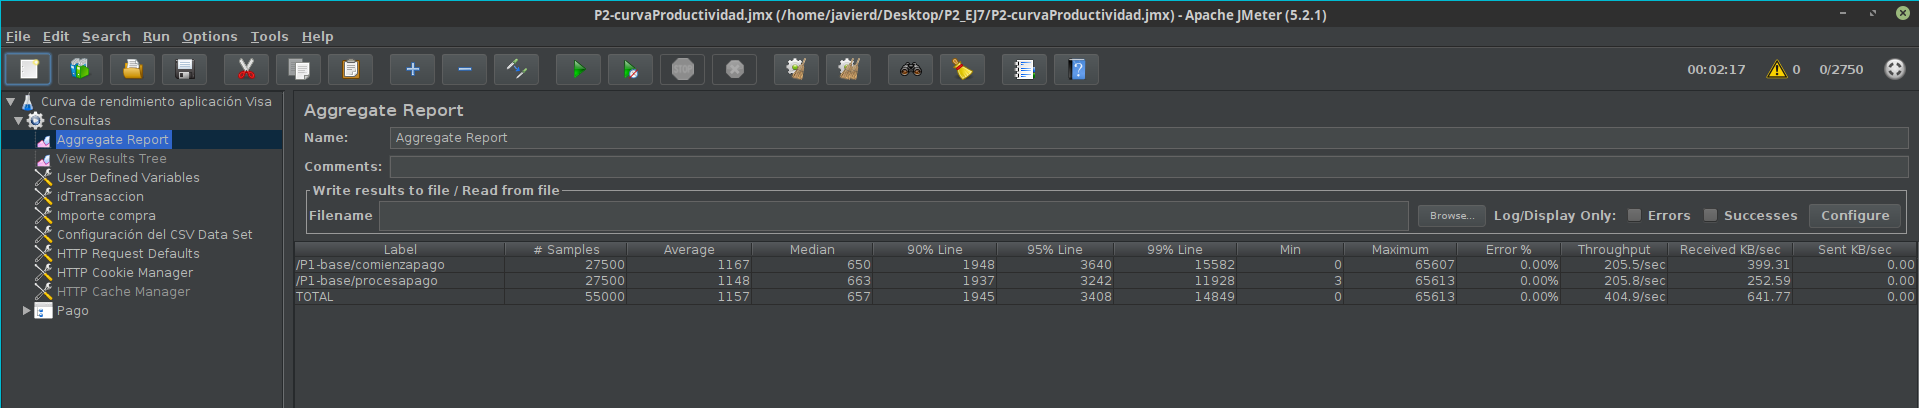 P2-curvaProductividad.jmx (/home/javierd/Desktop/P2_EJ7/P2-curvaProductividad.jmx) - Apache JMeter (5.2.1)
File Edit Search Run Options Tools Help
STOP 00:02:17 0 0/2750
Curva de rendimiento aplicación Visa
Consultas
Aggregate Report
View Results Tree
User Defined Variables
idTransaccion
Importe compra
Configuración del CSV Data Set
HTTP Request Defaults
HTTP Cookie Manager
HTTP Cache Manager
Pago
Aggregate Report
Name: Aggregate Report
Comments:
Write results to file / Read from file
Filename Browse... Log/Display Only: Errors Successes Configure
Label # Samples Average Median 90% Line 95% Line 99% Line Min Maximum Error % Throughput Received KB/sec Sent KB/sec
/P1-base/comienzapago 27500 1167 650 1948 3640 15582 0 65607 0.00% 205.5/sec 399.31 0.00
/P1-base/procesapago 27500 1148 663 1937 3242 11928 3 65613 0.00% 205.8/sec 252.59 0.00
TOTAL 55000 1157 657 1945 3408 14849 0 65613 0.00% 404.9/sec 641.77 0.00